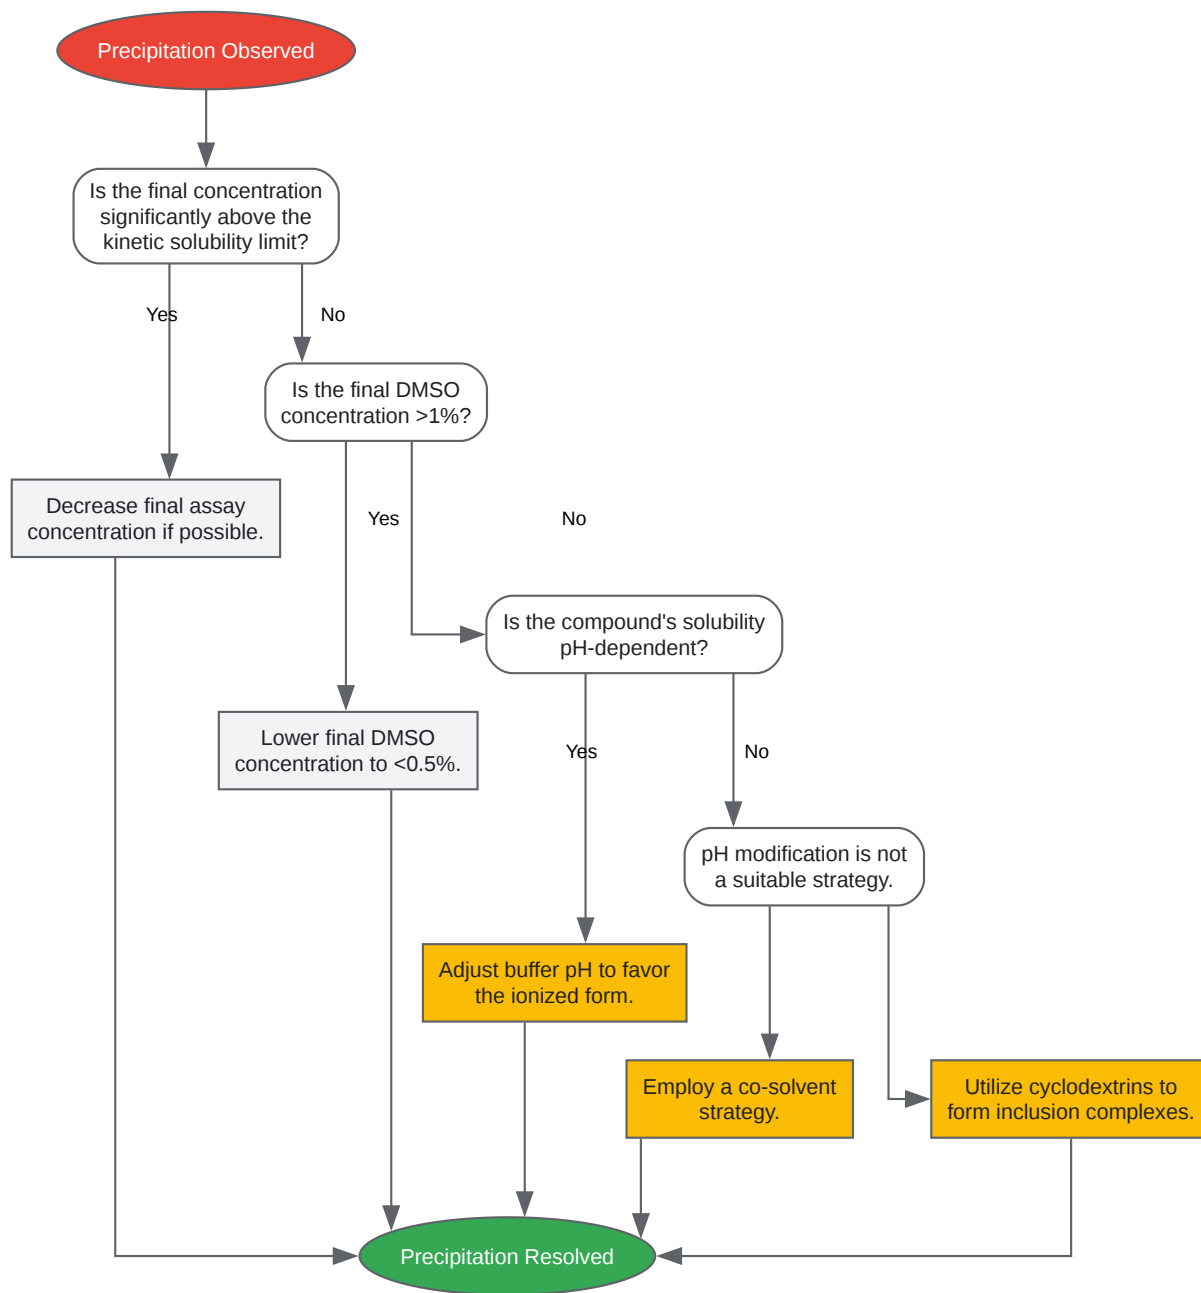 Precipitation Observed
Is the final concentration
significantly above the
kinetic solubility limit?
Yes
No
Is the final DMSO
concentration >1%?
Decrease final assay
concentration if possible.
Yes
No
Is the compound's solubility
pH-dependent?
Lower final DMSO
concentration to <0.5%.
Yes
No
pH modification is not
a suitable strategy.
Adjust buffer pH to favor
the ionized form.
Employ a co-solvent
strategy.
Utilize cyclodextrins to
form inclusion complexes.
Precipitation Resolved